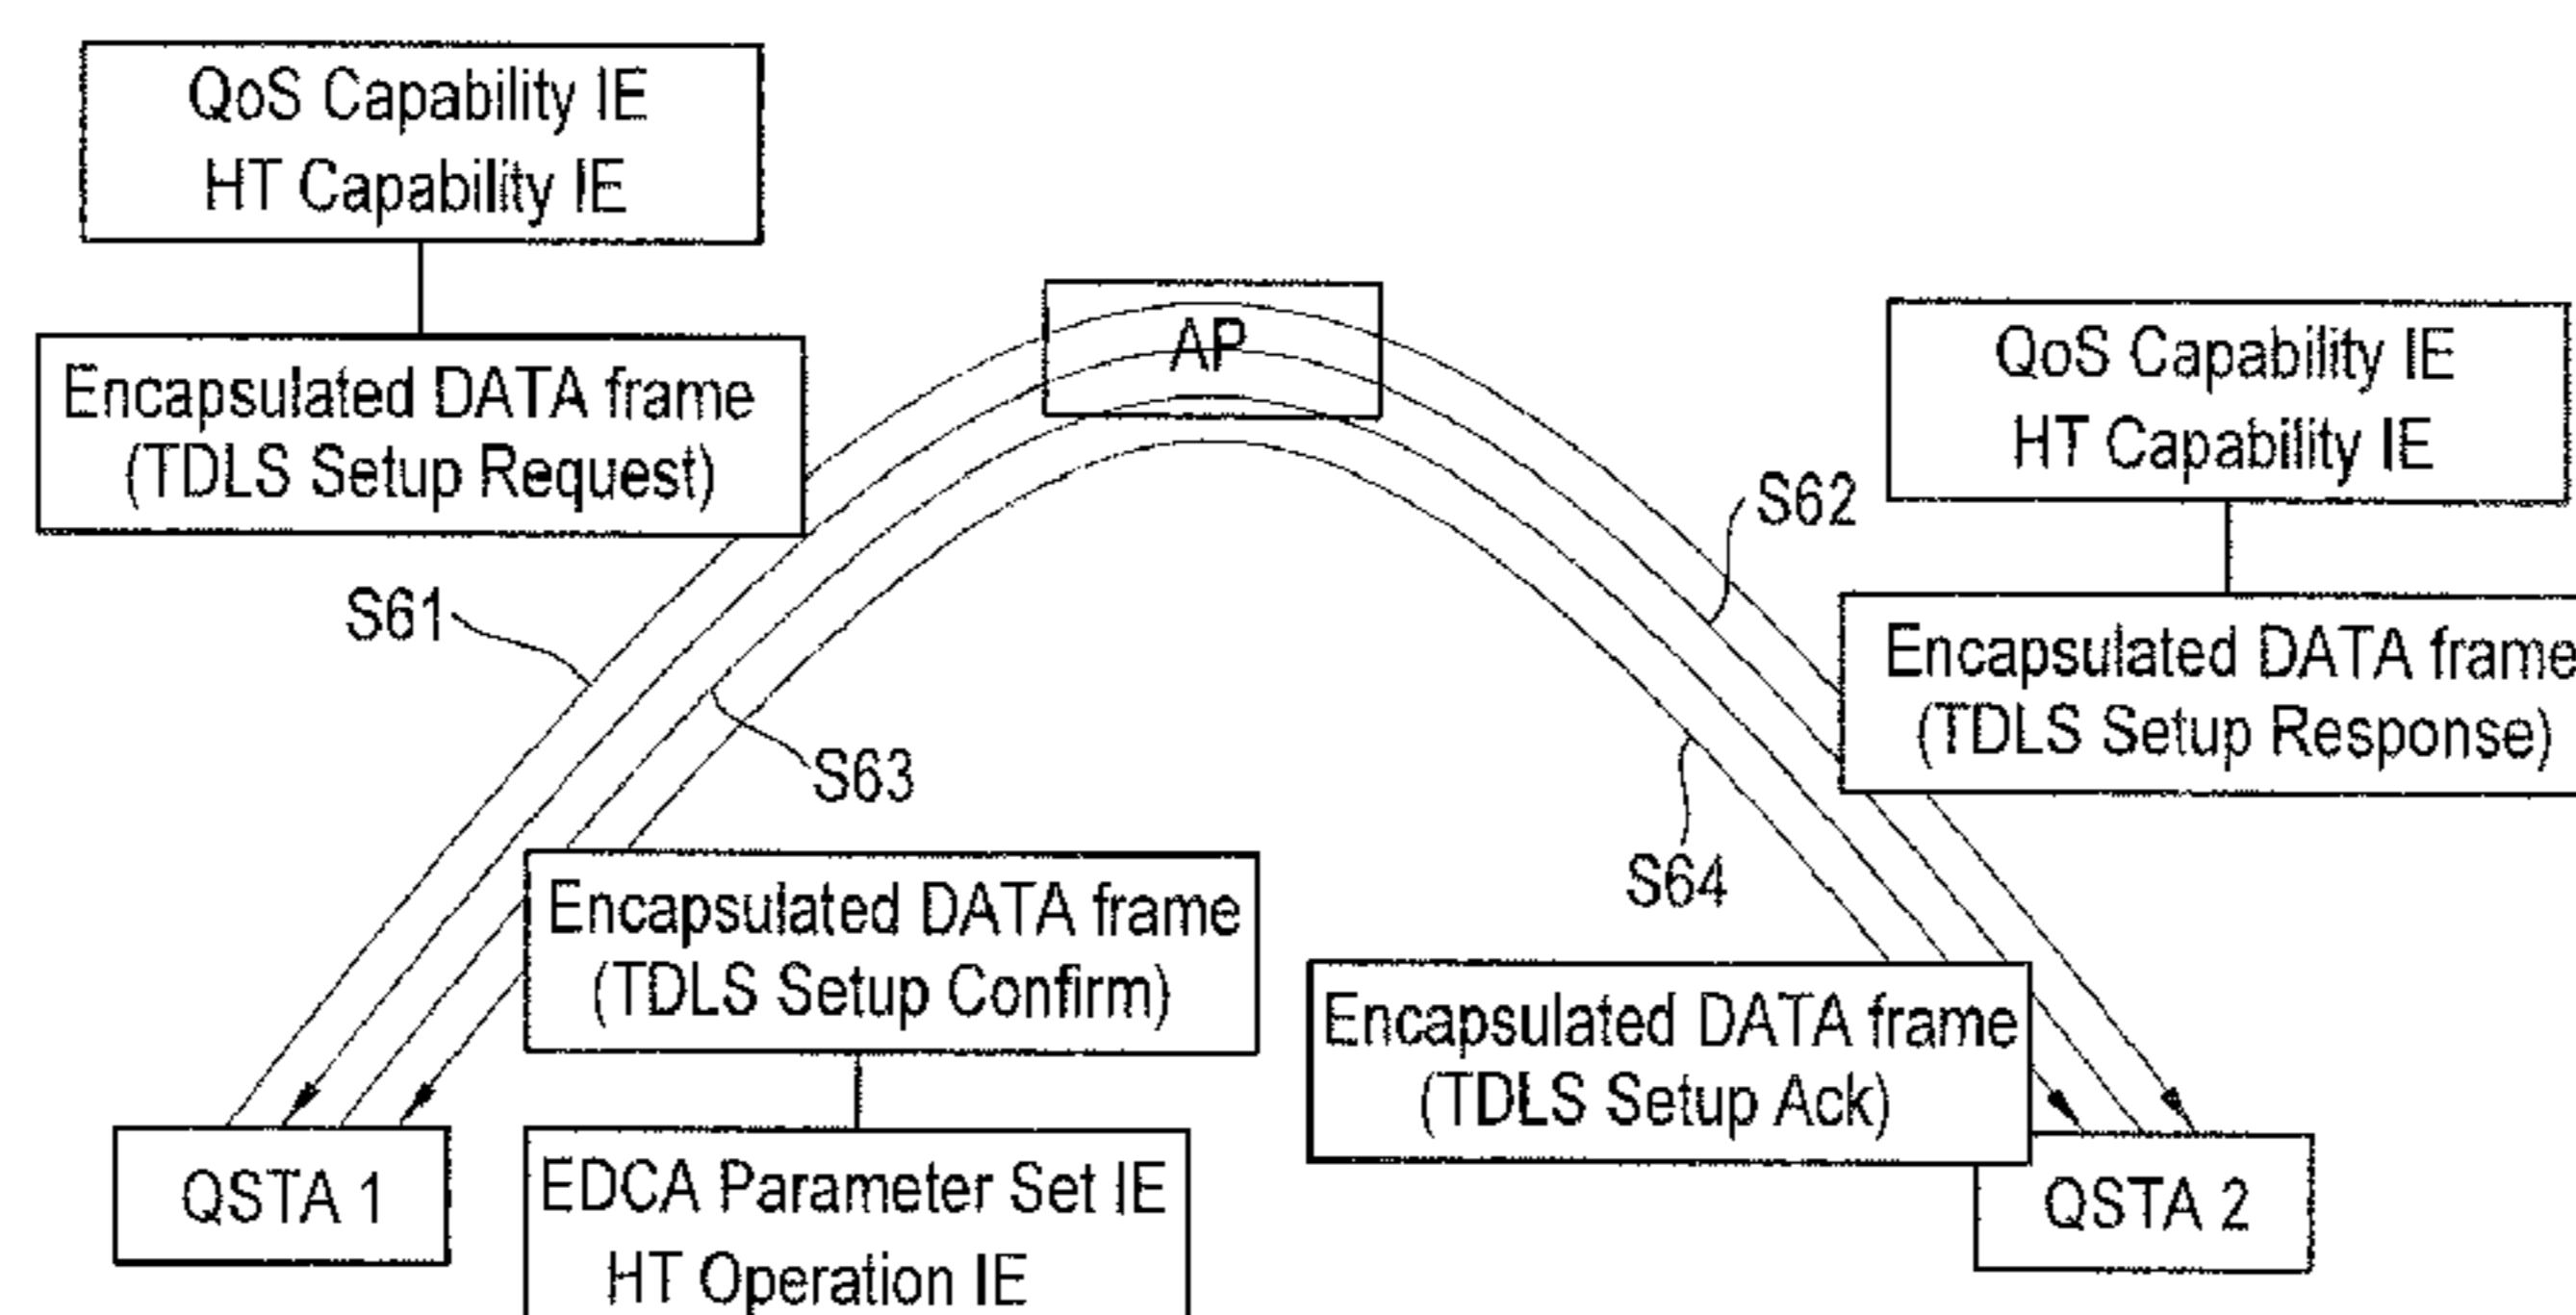 QoS Capability IE
HT Capability IE
Encapsulated DATA frame
(TDLS Setup Request)
AP
QoS Capability IE
HT Capability IE
S62
S61
Encapsulated DATA frame
(TDLS Setup Response)
S63
S64
Encapsulated DATA frame
(TDLS Setup Confirm)
Encapsulated DATA frame
(TDLS Setup Ack)
QSTA 1
EDCA Parameter Set IE
HT Operation IE
QSTA 2